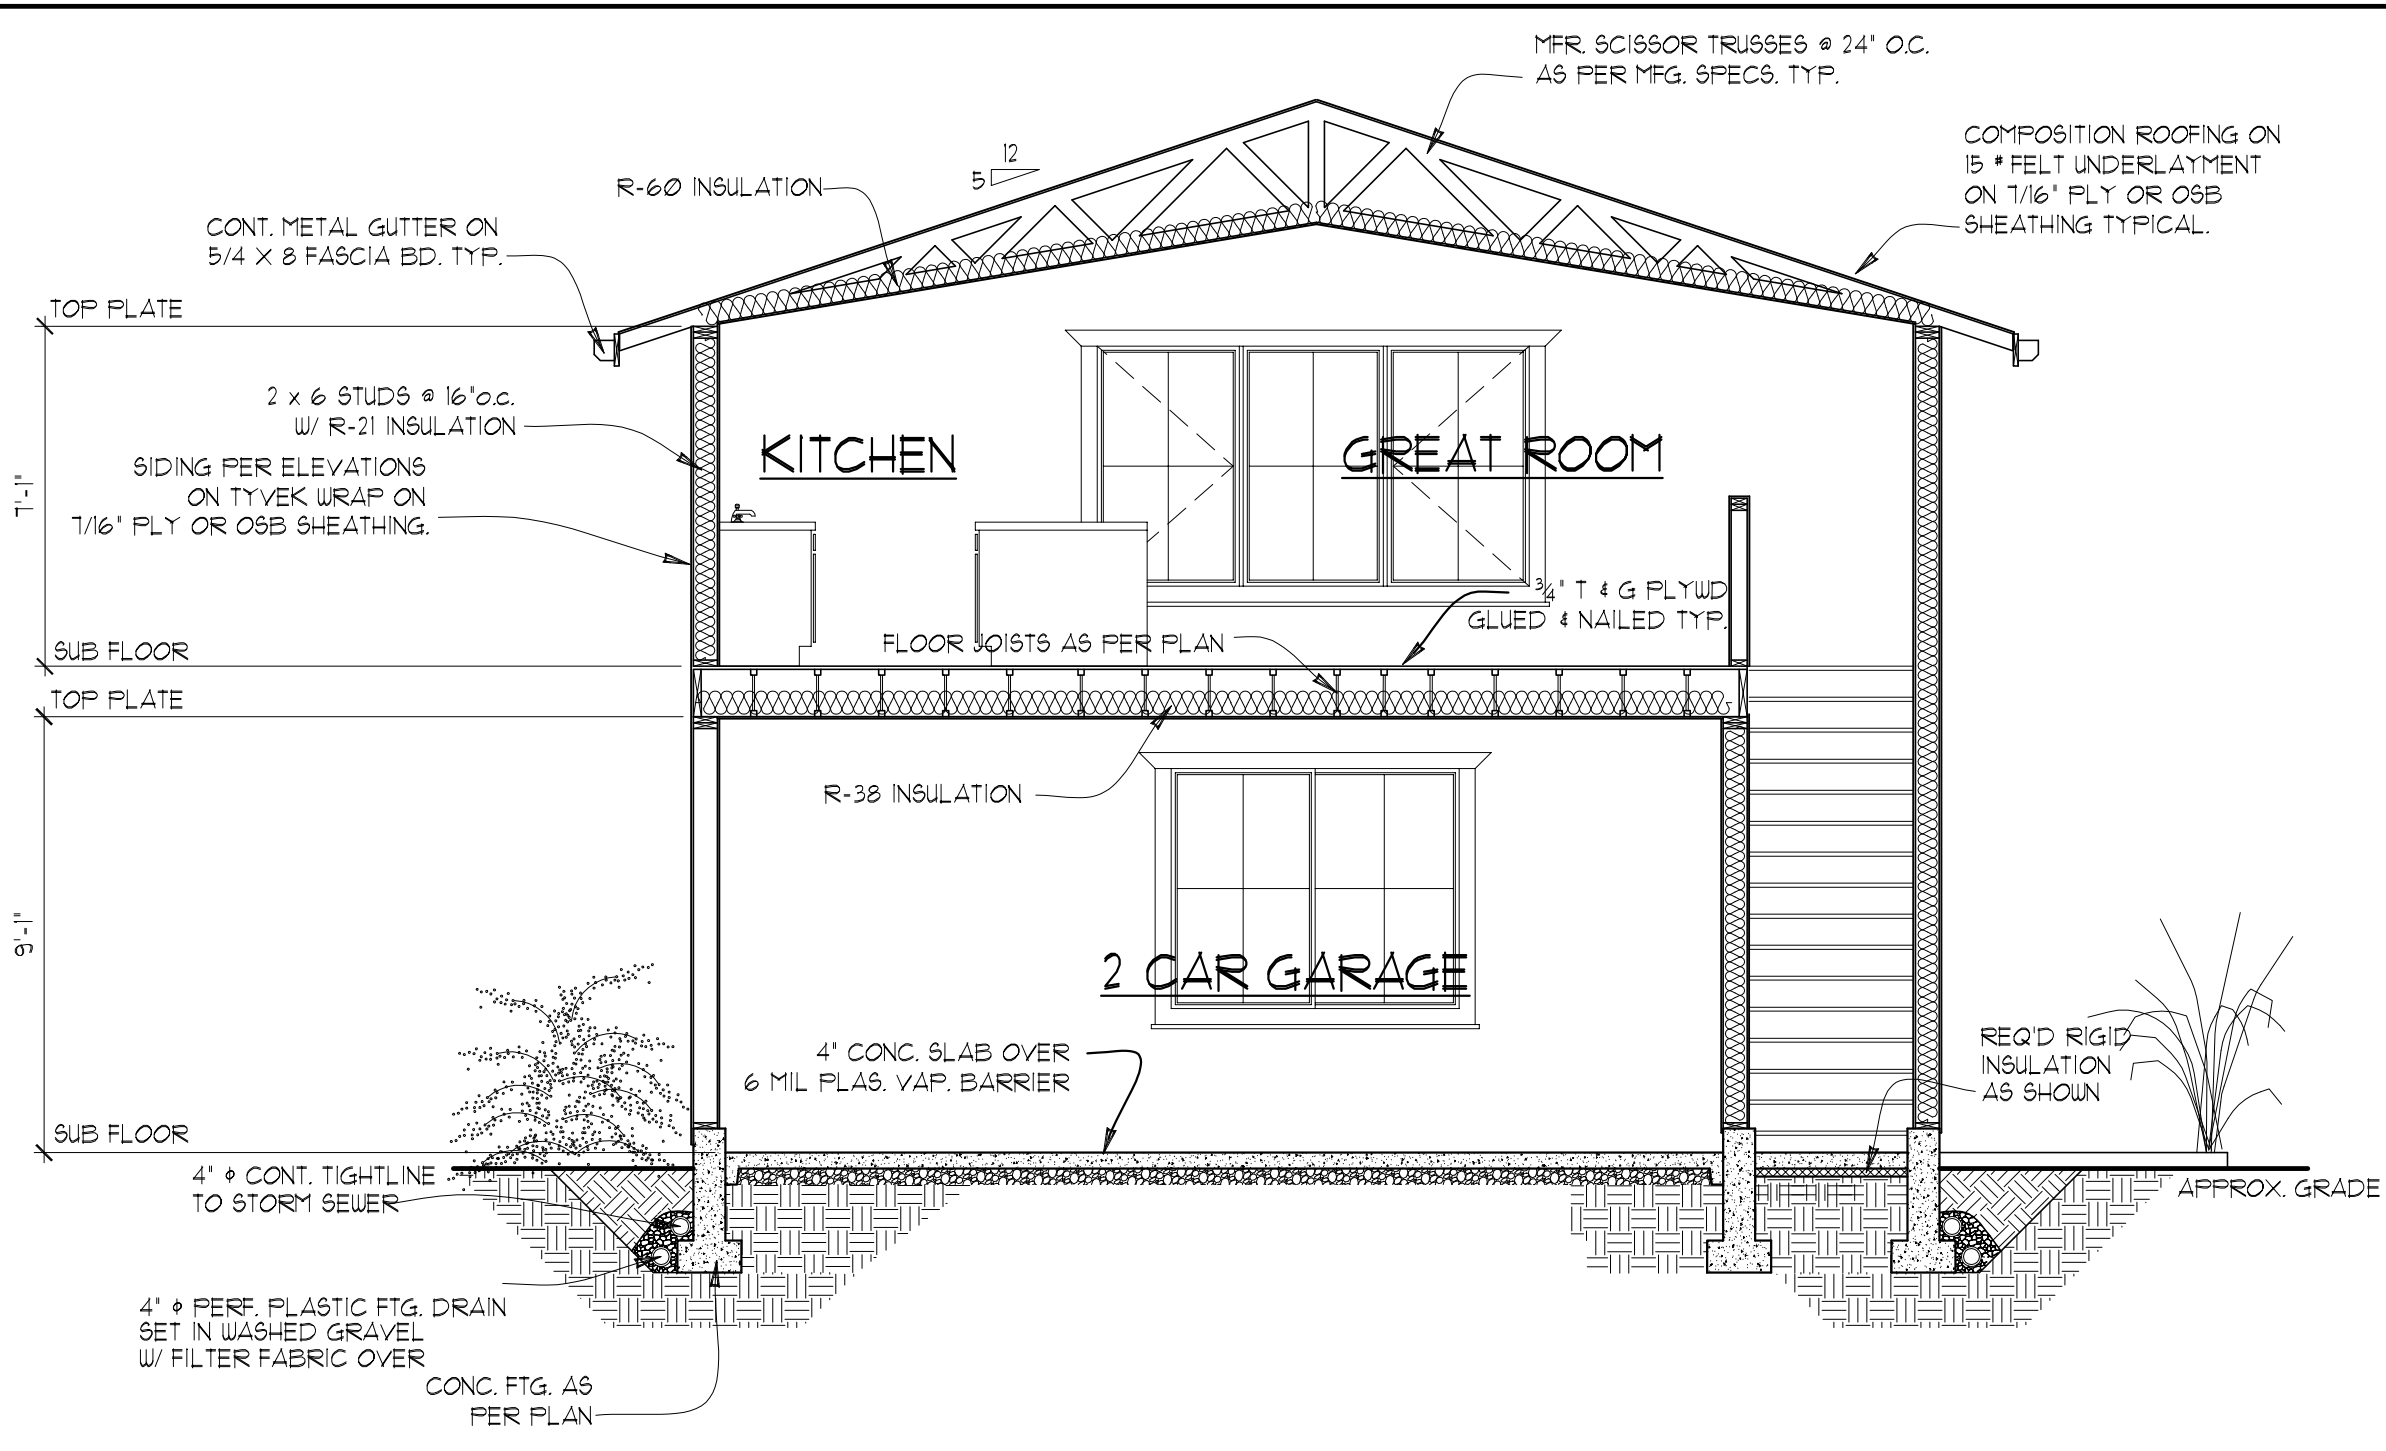 MFR. SCISSOR TRUSSES @ 24" O.C.
AS PER MFG. SPECS. TYP.
COMPOSITION ROOFING ON
15 # FELT UNDERLAYMENT
ON 7/16" PLY OR OSB
SHEATHING TYPICAL.
12
5
R-60 INSULATION
CONT. METAL GUTTER ON
5/4 X 8 FASCIA BD. TYP.
TOP PLATE
2 x 6 STUDS @ 16"o.c.
W/ R-21 INSULATION
SIDING PER ELEVATIONS
ON TYVEK WRAP ON
7/16" PLY OR OSB SHEATHING.
7'-1"
KITCHEN
GREAT ROOM
3/4" T & G PLYWD
GLUED & NAILED TYP.
FLOOR JOISTS AS PER PLAN
SUB FLOOR
TOP PLATE
R-38 INSULATION
9'-1"
2 CAR GARAGE
4" CONC. SLAB OVER
6 MIL PLAS. VAP. BARRIER
REQ'D RIGID
INSULATION
AS SHOWN
SUB FLOOR
4" ϕ CONT. TIGHTLINE
TO STORM SEWER
APPROX. GRADE
4" ϕ PERF. PLASTIC FTG. DRAIN
SET IN WASHED GRAVEL
W/ FILTER FABRIC OVER
CONC. FTG. AS
PER PLAN